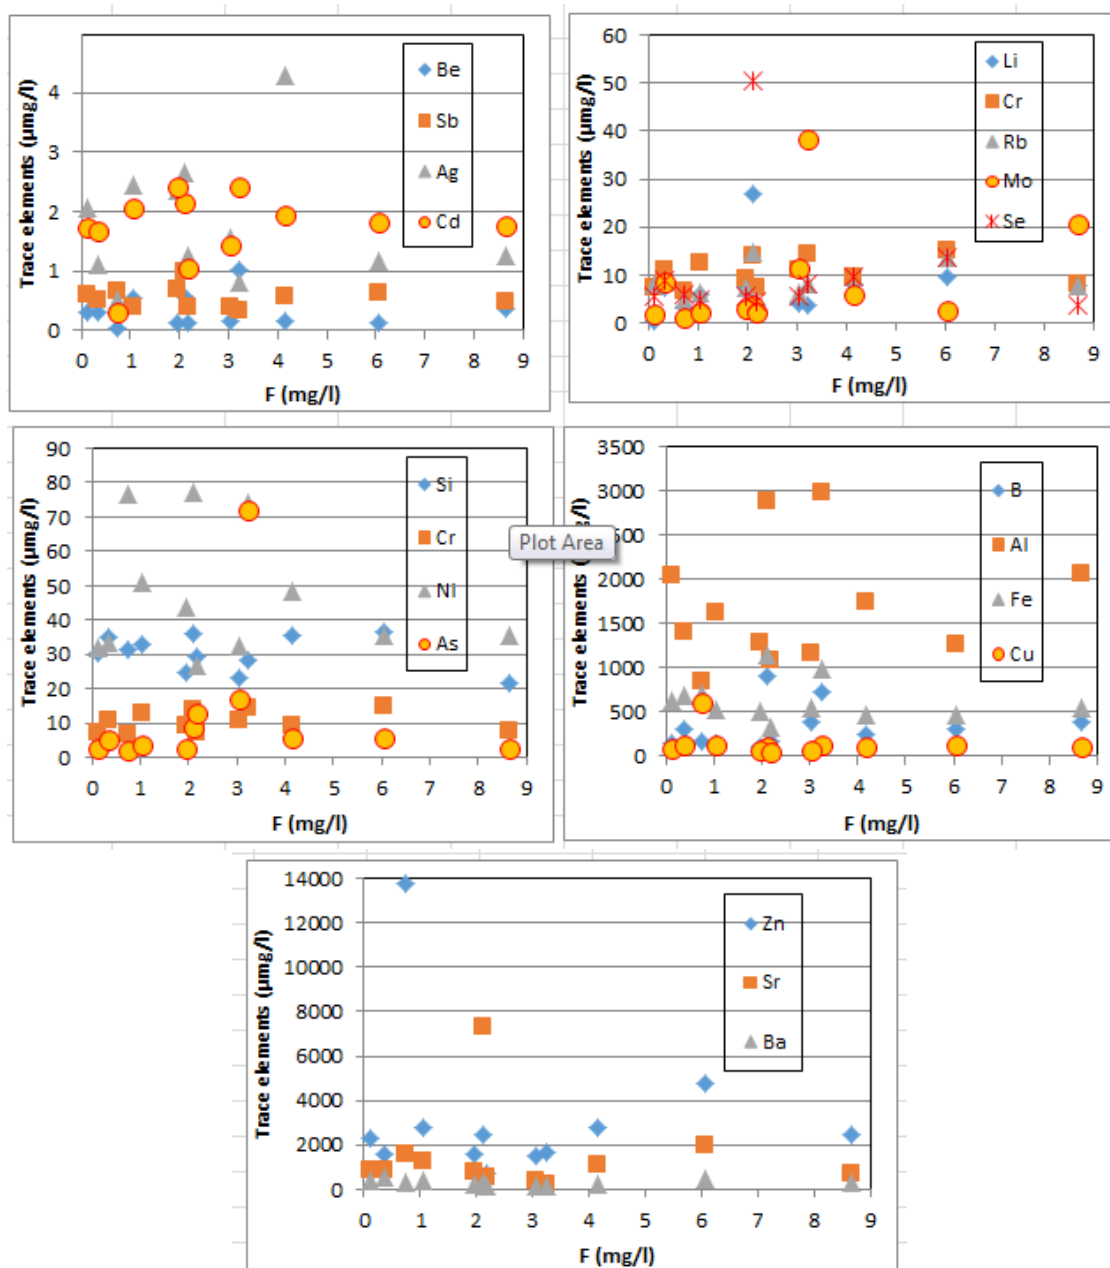 Trace elements (µmg/l)
4
3
2
1
0
Be
Sb
Ag
Cd
0 1 2 3 4 5 6 7 8 9
F (mg/l)
Trace elements (µmg/l)
60
50
40
30
20
10
0
Li
Cr
Rb
Mo
Se
0 1 2 3 4 5 6 7 8 9
F (mg/l)
Trace elements (µmg/l)
90
80
70
60
50
40
30
20
10
0
Si
Cr
NI
As
0 1 2 3 4 5 6 7 8 9
F (mg/l)
Plot Area
Trace elements (µmg/l)
3500
3000
2000
1500
1000
500
0
B
Al
Fe
Cu
0 1 2 3 4 5 6 7 8 9
F (mg/l)
Trace elements (µmg/l)
14000
12000
10000
8000
6000
4000
2000
0
Zn
Sr
Ba
0 1 2 3 4 5 6 7 8 9
F (mg/l)